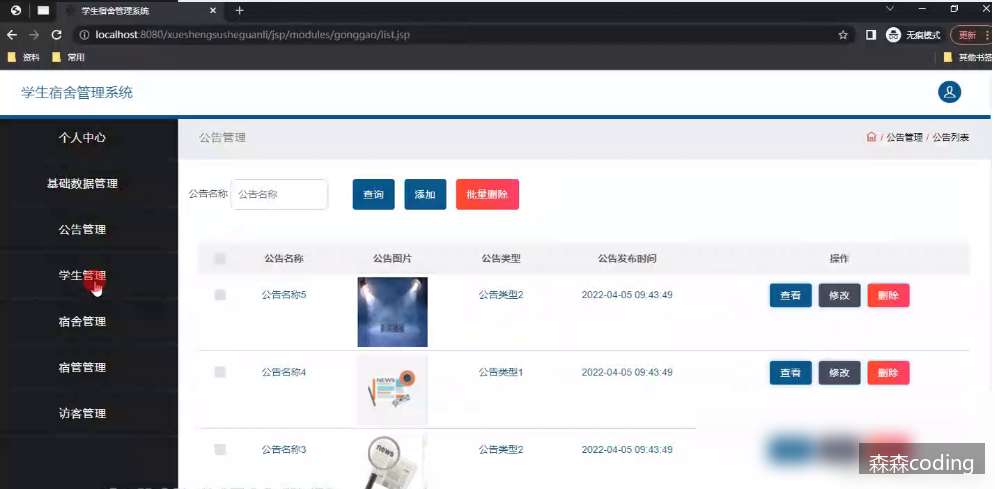 学生宿舍管理系统
localhost:8080/xueshengsusheguanli/jsp/modules/gonggao/list.jsp
无痕模式
更新
资料 常用
其他书签
学生宿舍管理系统
个人中心
基础数据管理
公告管理
学生管理
宿舍管理
宿管管理
访客管理
公告管理
/ 公告管理 / 公告列表
公告名称 公告名称 查询 添加 批量删除
公告名称 公告图片 公告类型 公告发布时间 操作
公告名称5 公告类型2 2022-04-05 09:43:49 查看 修改 删除
公告名称4 NEWS 公告类型1 2022-04-05 09:43:49 查看 修改 删除
公告名称3 news 公告类型2 2022-04-05 09:43:49
森森coding